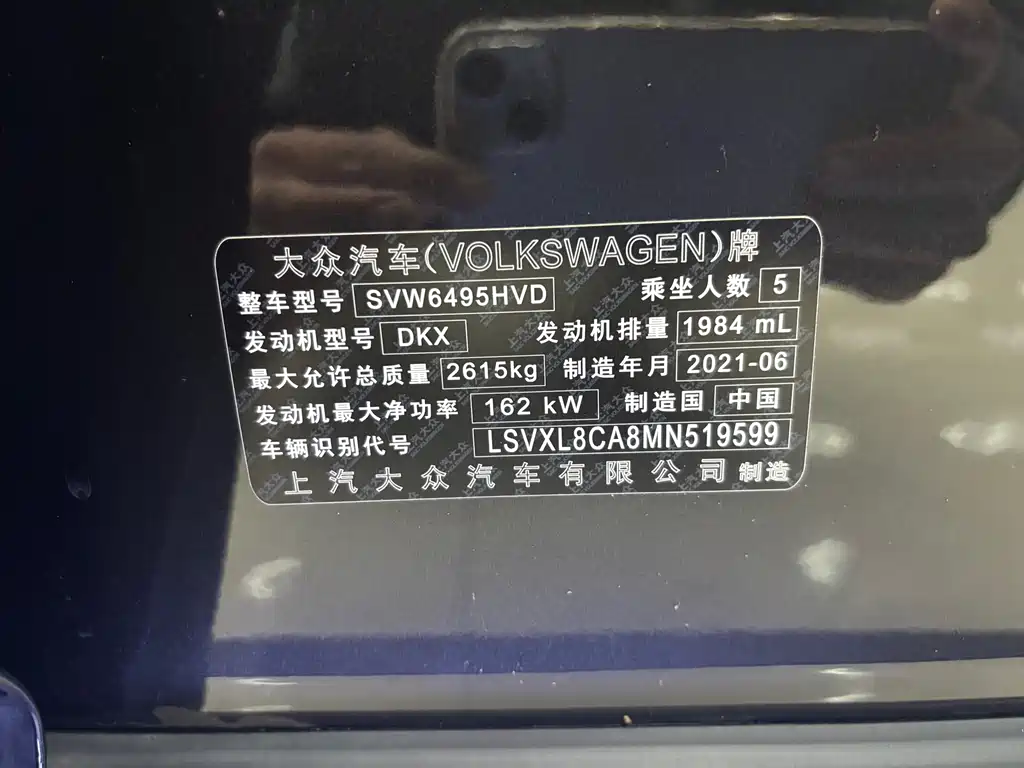 大众汽车(VOLKSWAGEN)牌
整车型号 SVW6495HVD 乘坐人数 5
发动机型号 DKX 发动机排量 1984 mL
最大允许总质量 2615kg 制造年月 2021-06
发动机最大净功率 162 kW 制造国 中国
车辆识别代号 LSVXL8CA8MN519599
上汽大众汽车有限公司 制造